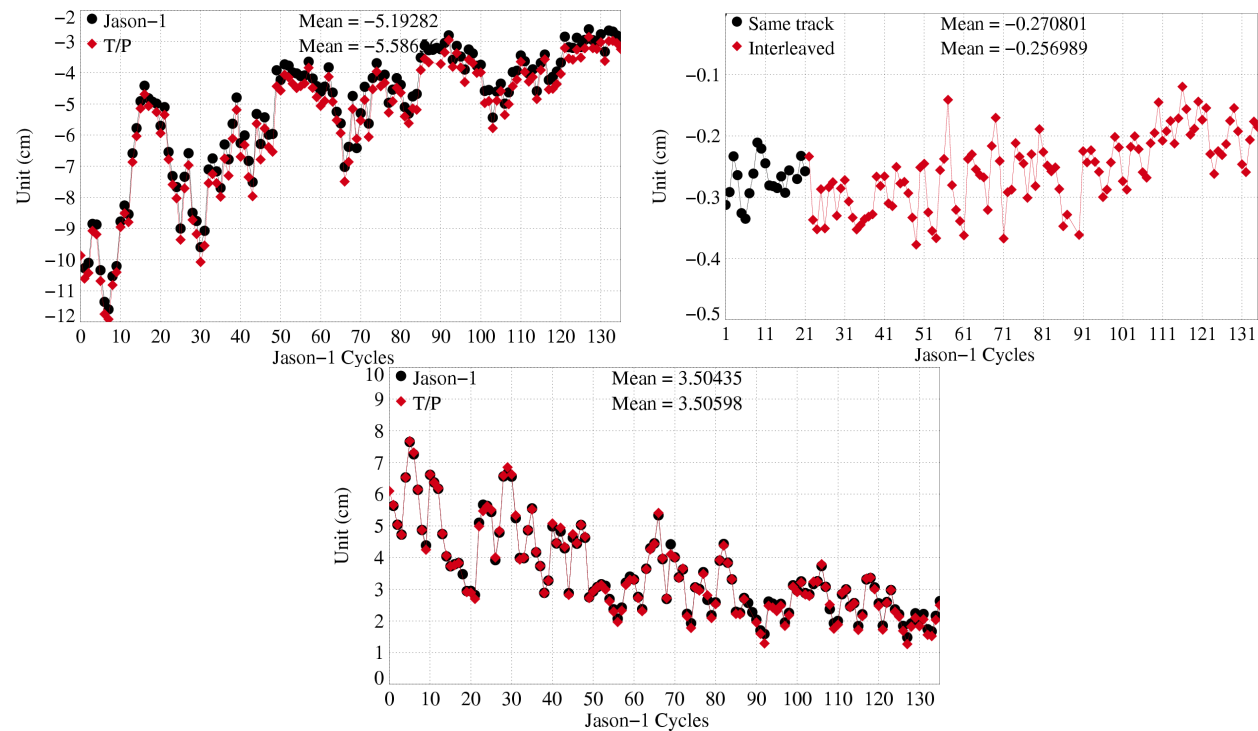 Jason−1 Mean = −5.19282
T/P Mean = −5.586
−2
−3
−4
−5
−6
−7
−8
−9
−10
−11
−12
Unit (cm)
0 10 20 30 40 50 60 70 80 90 100 110 120 130
Jason−1 Cycles
Same track Mean = −0.270801
Interleaved Mean = −0.256989
−0.1
−0.2
−0.3
−0.4
−0.5
Unit (cm)
1 11 21 31 41 51 61 71 81 91 101 111 121 131
Jason−1 Cycles
Jason−1 Mean = 3.50435
T/P Mean = 3.50598
10
9
8
7
6
5
4
3
2
1
0
Unit (cm)
0 10 20 30 40 50 60 70 80 90 100 110 120 130
Jason−1 Cycles